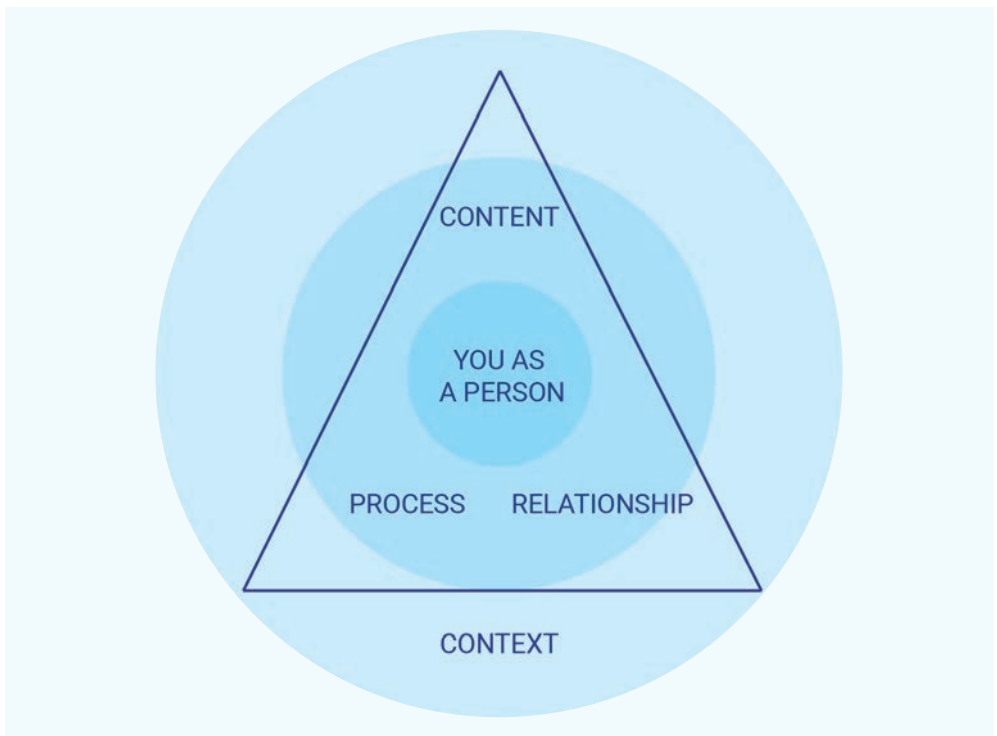 CONTENT
YOU AS
A PERSON
PROCESS RELATIONSHIP
CONTEXT